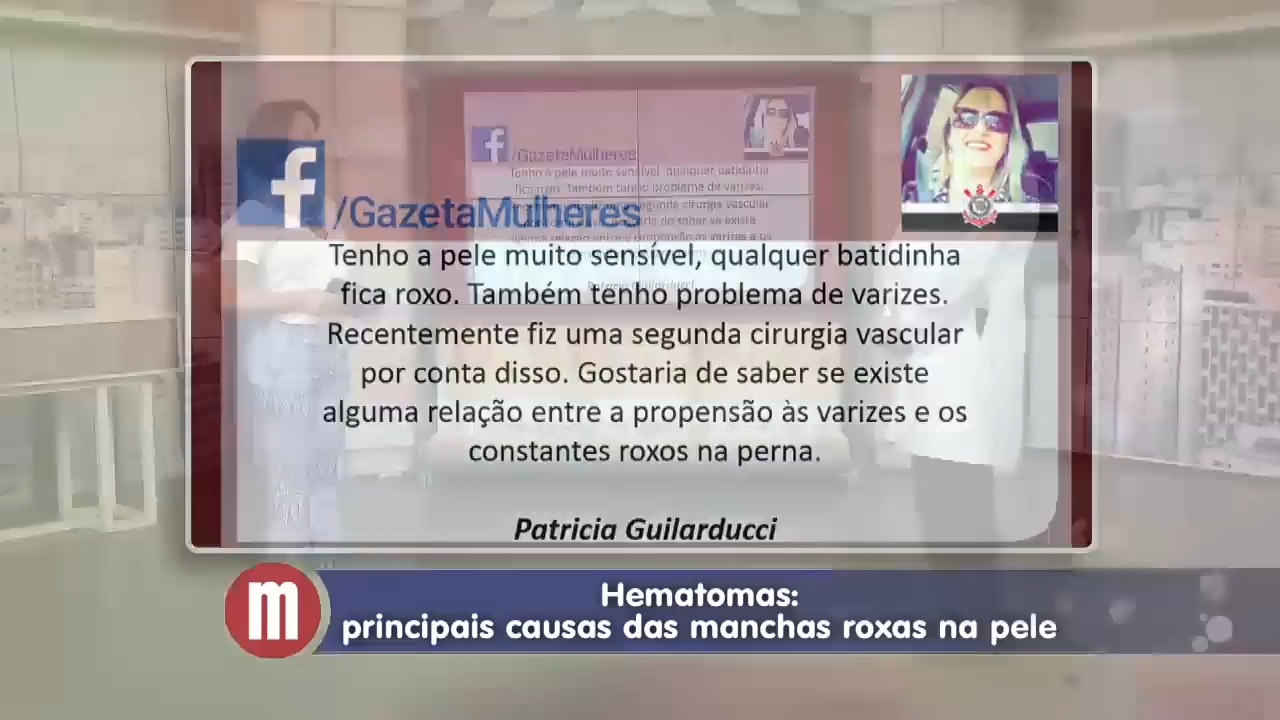 /GazetaMulheres
/GazetaMulheres
Tenho a pele muito sensível, qualquer batidinha
fica roxo. Também tenho problema de varizes.
Recentemente fiz uma segunda cirurgia vascular
por conta disso. Gostaria de saber se existe
alguma relação entre a propensão às varizes e os
constantes roxos na perna.
Patricia Guilarducci
m
Hematomas:
principais causas das manchas roxas na pele